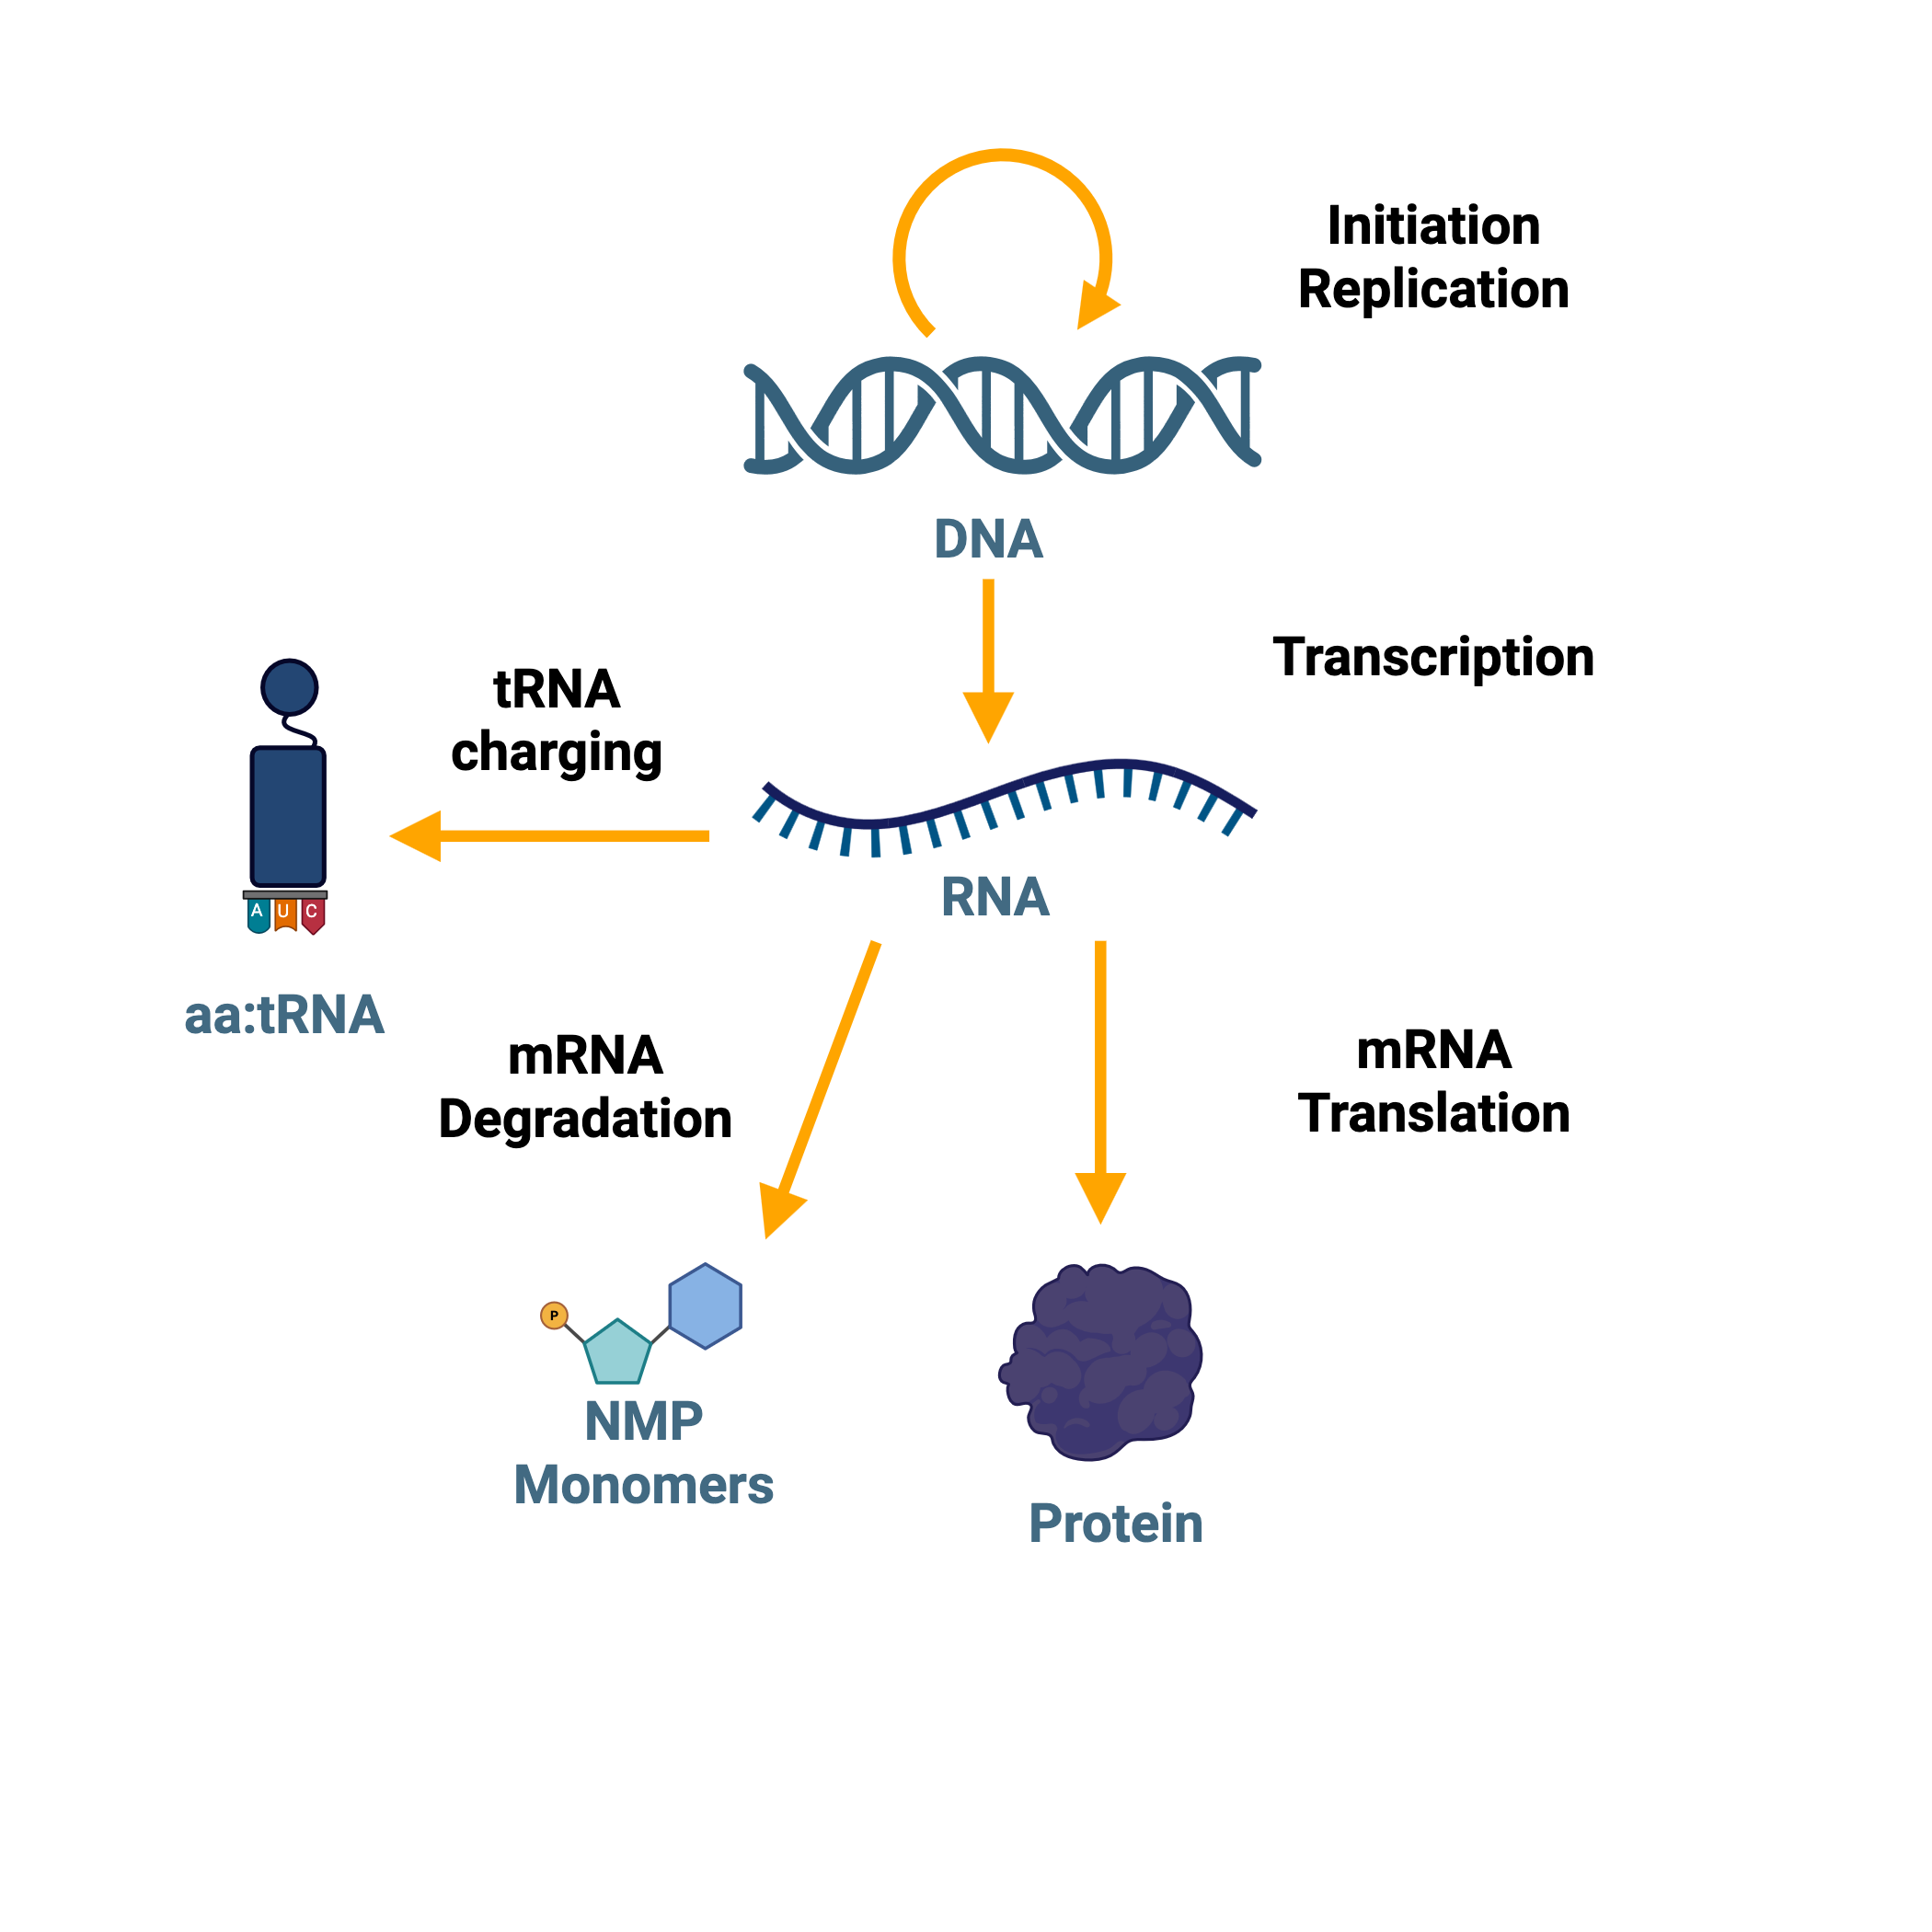 Initiation
Replication
DNA
Transcription
tRNA
charging
RNA
A U C
aa:tRNA
mRNA
Degradation
mRNA
Translation
P
NMP
Monomers
Protein